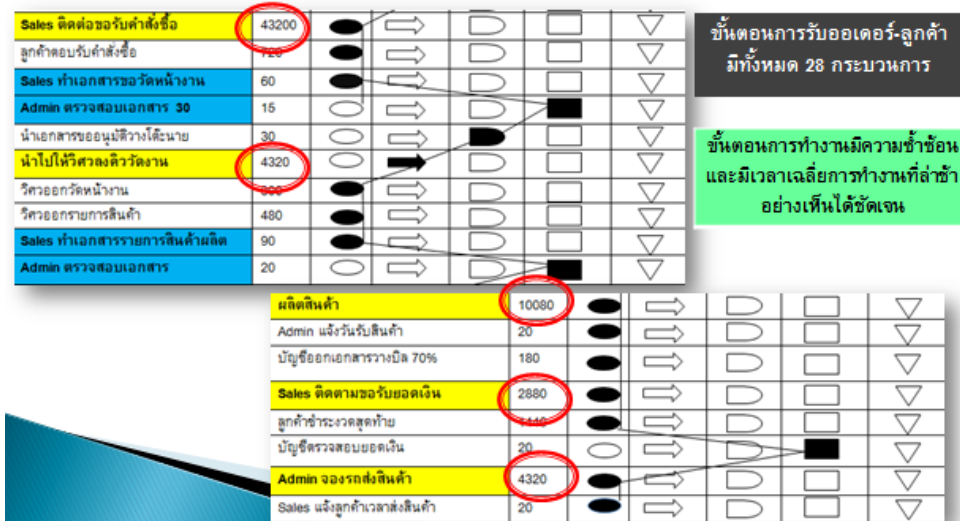 Sales ติดต่อขอรับคำสั่งซื้อ 43200
ลูกค้าตอบรับคำสั่งซื้อ 720
Sales ทำเอกสารขอวัดหน้างาน 60
Admin ตรวจสอบเอกสาร 30 15
นำเอกสารขออนุมัติวางโต๊ะนาย 30
นำไปให้วิศวลงคิววัดงาน 4320
วิศวออกวัดหน้างาน
วิศวออกรายการสินค้า 480
Sales ทำเอกสารรายการสินค้าผลิต 90
Admin ตรวจสอบเอกสาร 20
ขั้นตอนการรับออเดอร์-ลูกค้า
มีทั้งหมด 28 กระบวนการ
ขั้นตอนการทำงานมีความซ้ำซ้อน
และมีเวลาเฉลี่ยการทำงานที่ล่าช้า
อย่างเห็นได้ชัดเจน
ผลิตสินค้า 10080
Admin แจ้งวันรับสินค้า 20
บัญชีออกเอกสารวางบิล 70% 180
Sales ติดตามขอรับยอดเงิน 2880
ลูกค้าชำระงวดสุดท้าย 1440
บัญชีตรวจสอบยอดเงิน 20
Admin จองรถส่งสินค้า 4320
Sales แจ้งลูกค้าเวลาส่งสินค้า 20